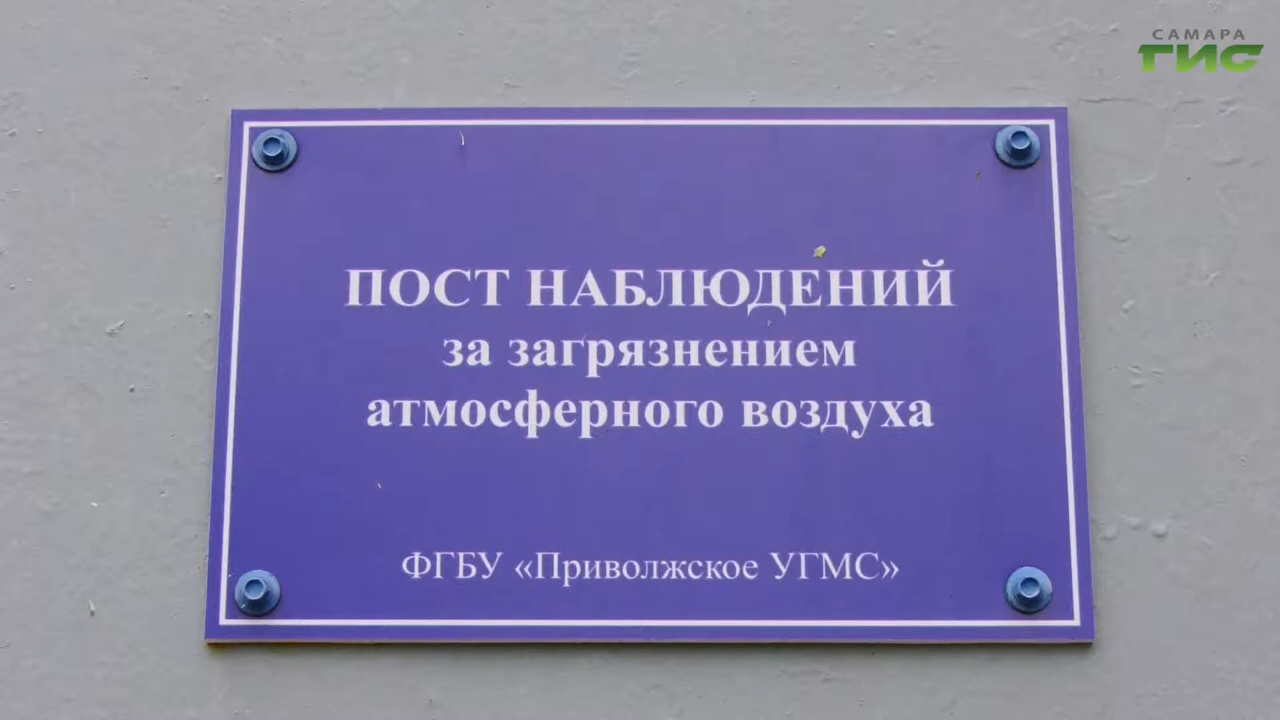 САМАРА
ГИС
ПОСТ НАБЛЮДЕНИЙ
за загрязнением
атмосферного воздуха
ФГБУ «Приволжское УГМС»